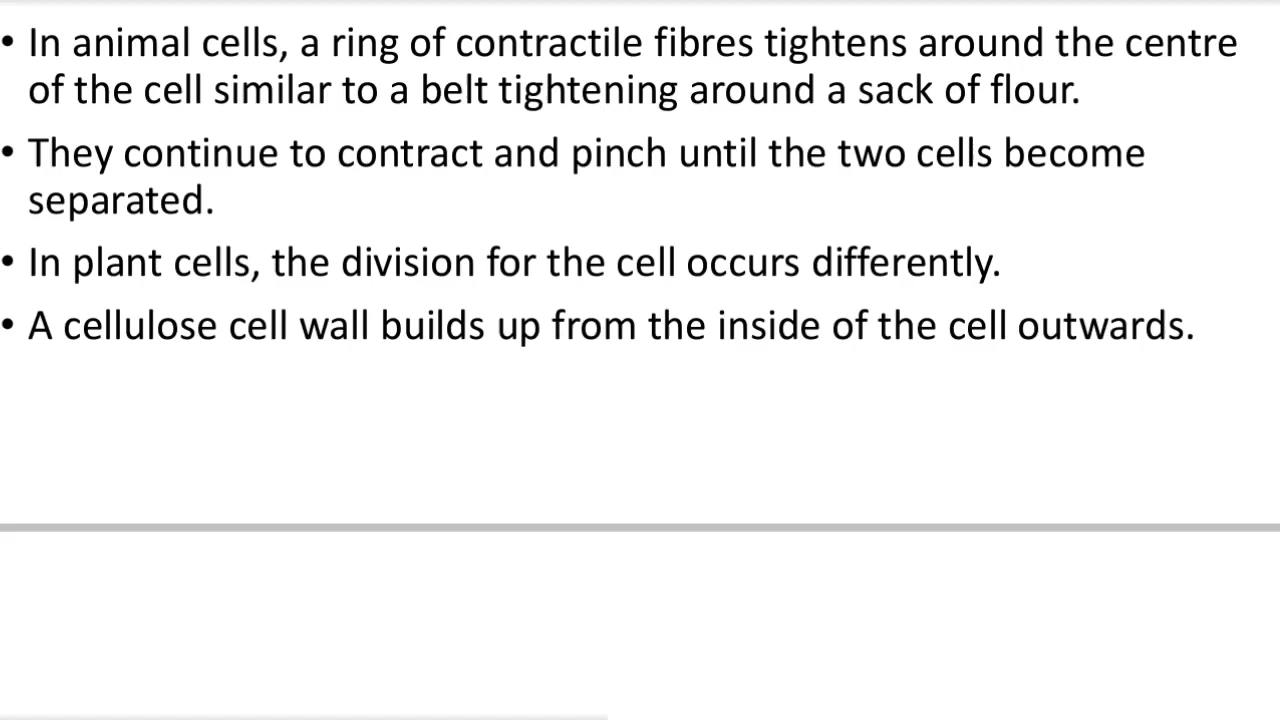 • In animal cells, a ring of contractile fibres tightens around the centre
of the cell similar to a belt tightening around a sack of flour.
• They continue to contract and pinch until the two cells become
separated.
• In plant cells, the division for the cell occurs differently.
• A cellulose cell wall builds up from the inside of the cell outwards.